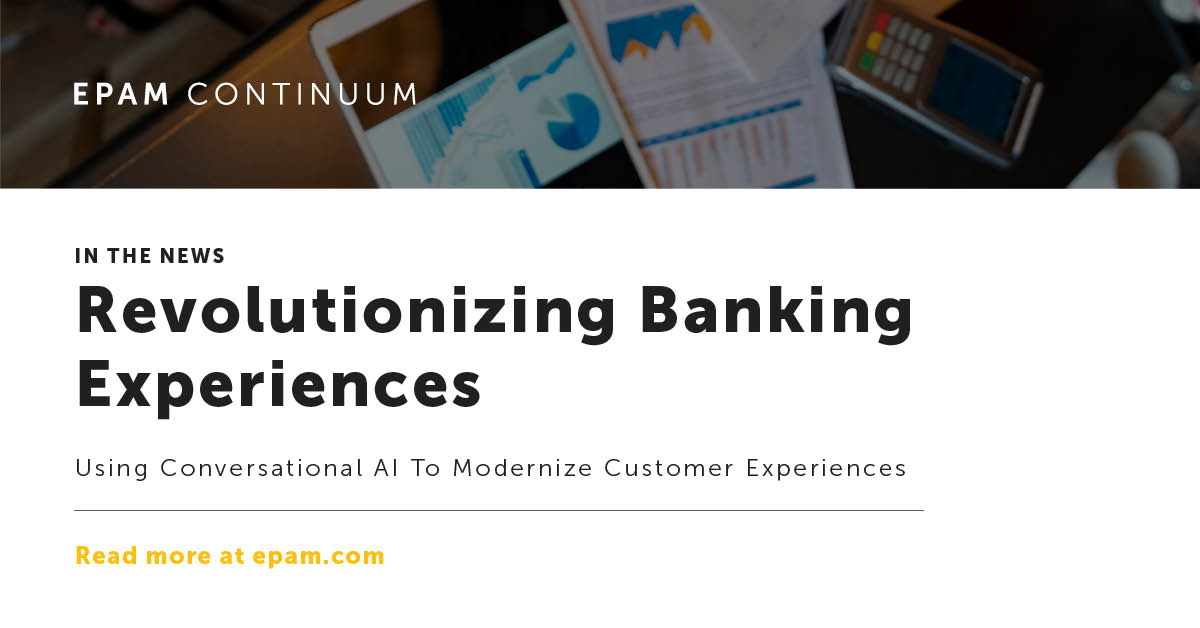 EPAM CONTINUUM
IN THE NEWS
Revolutionizing Banking
Experiences
Using Conversational AI To Modernize Customer Experiences
Read more at epam.com